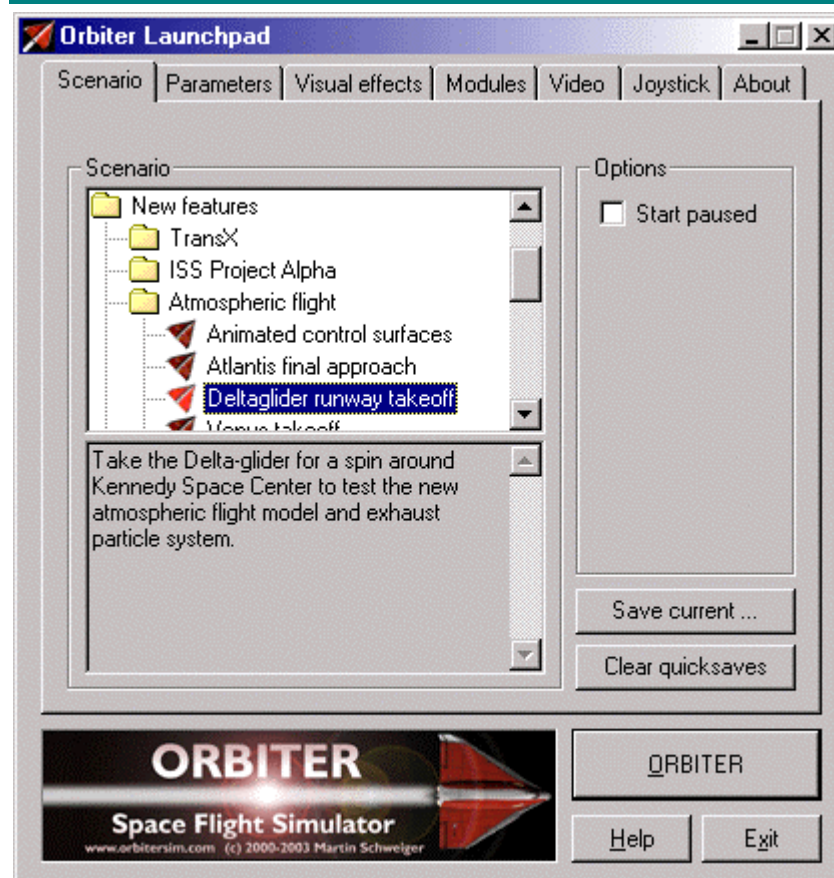 Orbiter Launchpad
Scenario Parameters Visual effects Modules Video Joystick About
Scenario
New features
TransX
ISS Project Alpha
Atmospheric flight
Animated control surfaces
Atlantis final approach
Deltaglider runway takeoff
Venus takeoff
Take the Delta-glider for a spin around
Kennedy Space Center to test the new
atmospheric flight model and exhaust
particle system.
Options
Start paused
Save current ...
Clear quicksaves
ORBITER
Space Flight Simulator
www.orbitersim.com (c) 2000-2003 Martin Schweiger
ORBITER
Help Exit